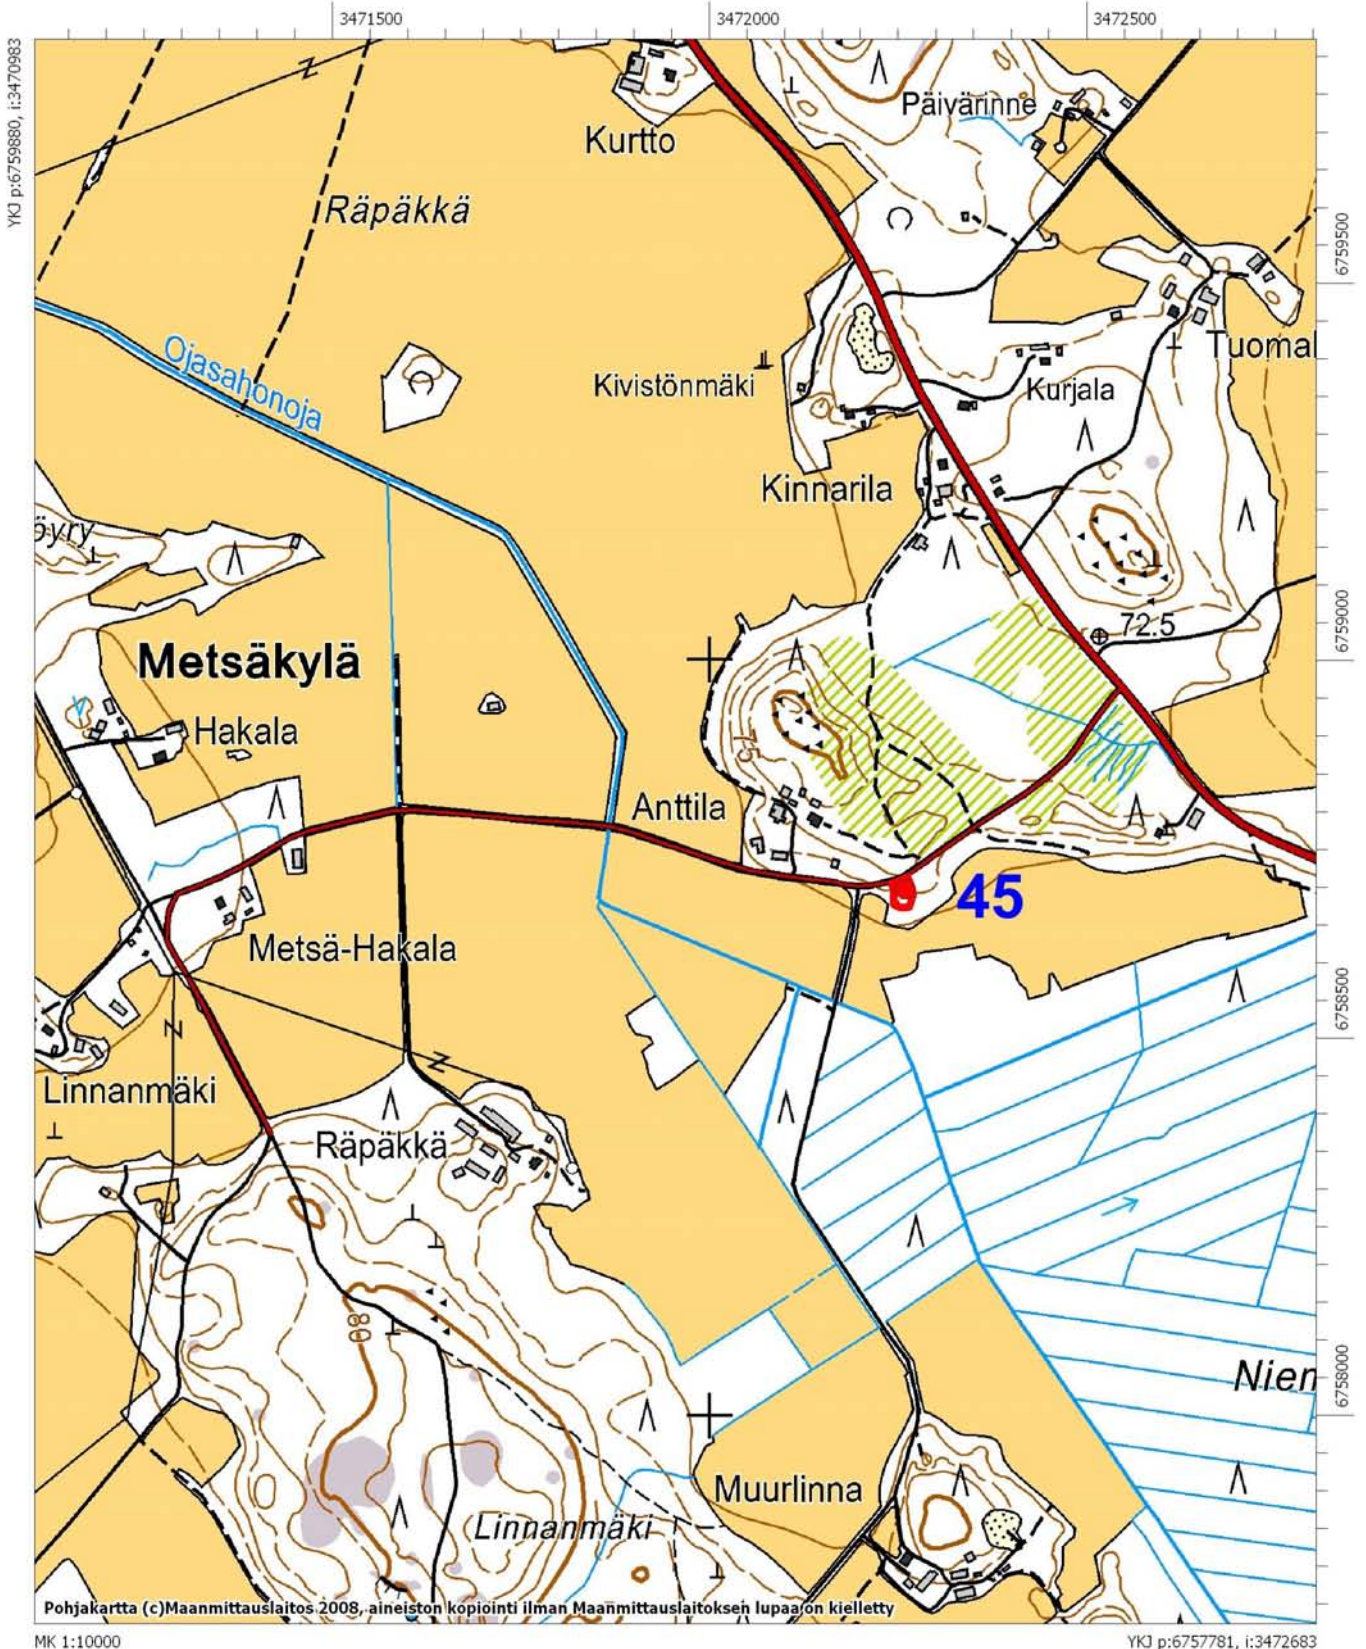 3471500
3472000
3472500
YKJ p:6759880, i:3470983
Kurtto
Päivärinne
Räpäkkä
6759500
Ojasahonoja
Tuomal
Kivistönmäki
Kurjala
Kinnarila
öyry
72.5
6759000
Metsäkylä
Hakala
75
Anttila
45
Metsä-Hakala
6758500
Linnanmäki
Räpäkkä
80
Nien
6758000
Muurlinna
Linnanmäki
Pohjakartta (c)Maanmittauslaitos 2008, aineiston kopiointi ilman Maanmittauslaitoksen lupaa on kielletty
MK 1:10000
YKJ p:6757781, i:3472683